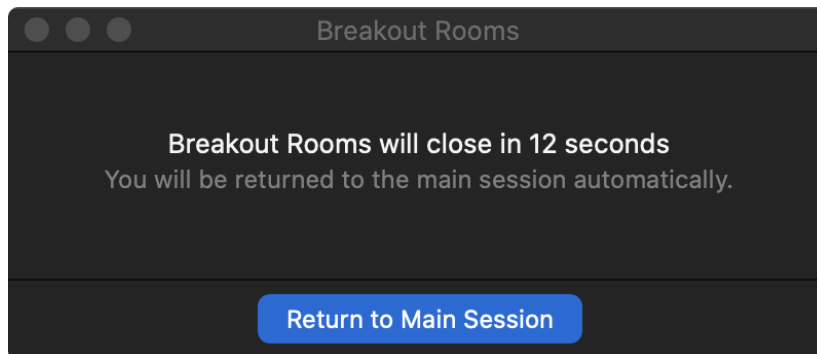 Breakout Rooms
Breakout Rooms will close in 12 seconds
You will be returned to the main session automatically.
Return to Main Session